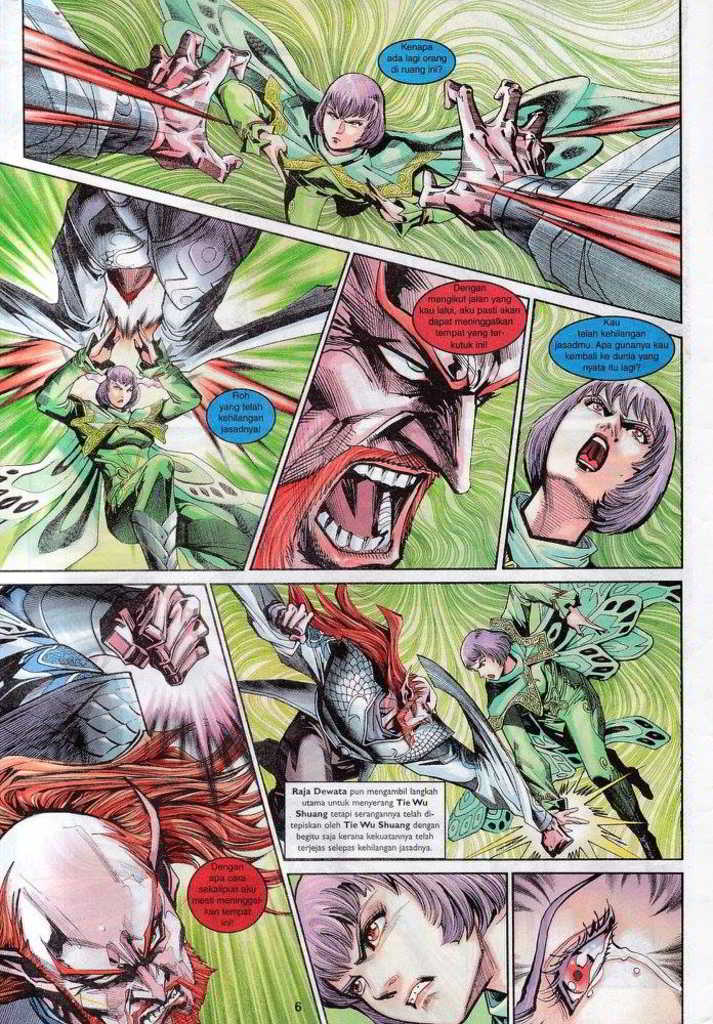 Kenapa
ada lagi orang
di ruang ini?
Roh
yang telah
kehilangan
jasadnya!
Dengan
mengikut jalan yang
kau lalui, aku pasti akan
dapat meninggalkan
tempat yang ter-
kutuk ini!
Kau
telah kehilangan
jasadmu. Apa gunanya kau
kembali ke dunia yang
nyata lagi?
Raja Dewata pun mengambil langkah
utama untuk menyerang Tie Wu
Shuang tetapi serangannya telah di-
tepiskan oleh Tie Wu Shuang dengan
begitu saja kerana kekuatannya telah
terjejas selepas kehilangan jasadnya.
Dengan
apa cara
sekalipun aku
mesti meninggal-
kan tempat
ini!
6